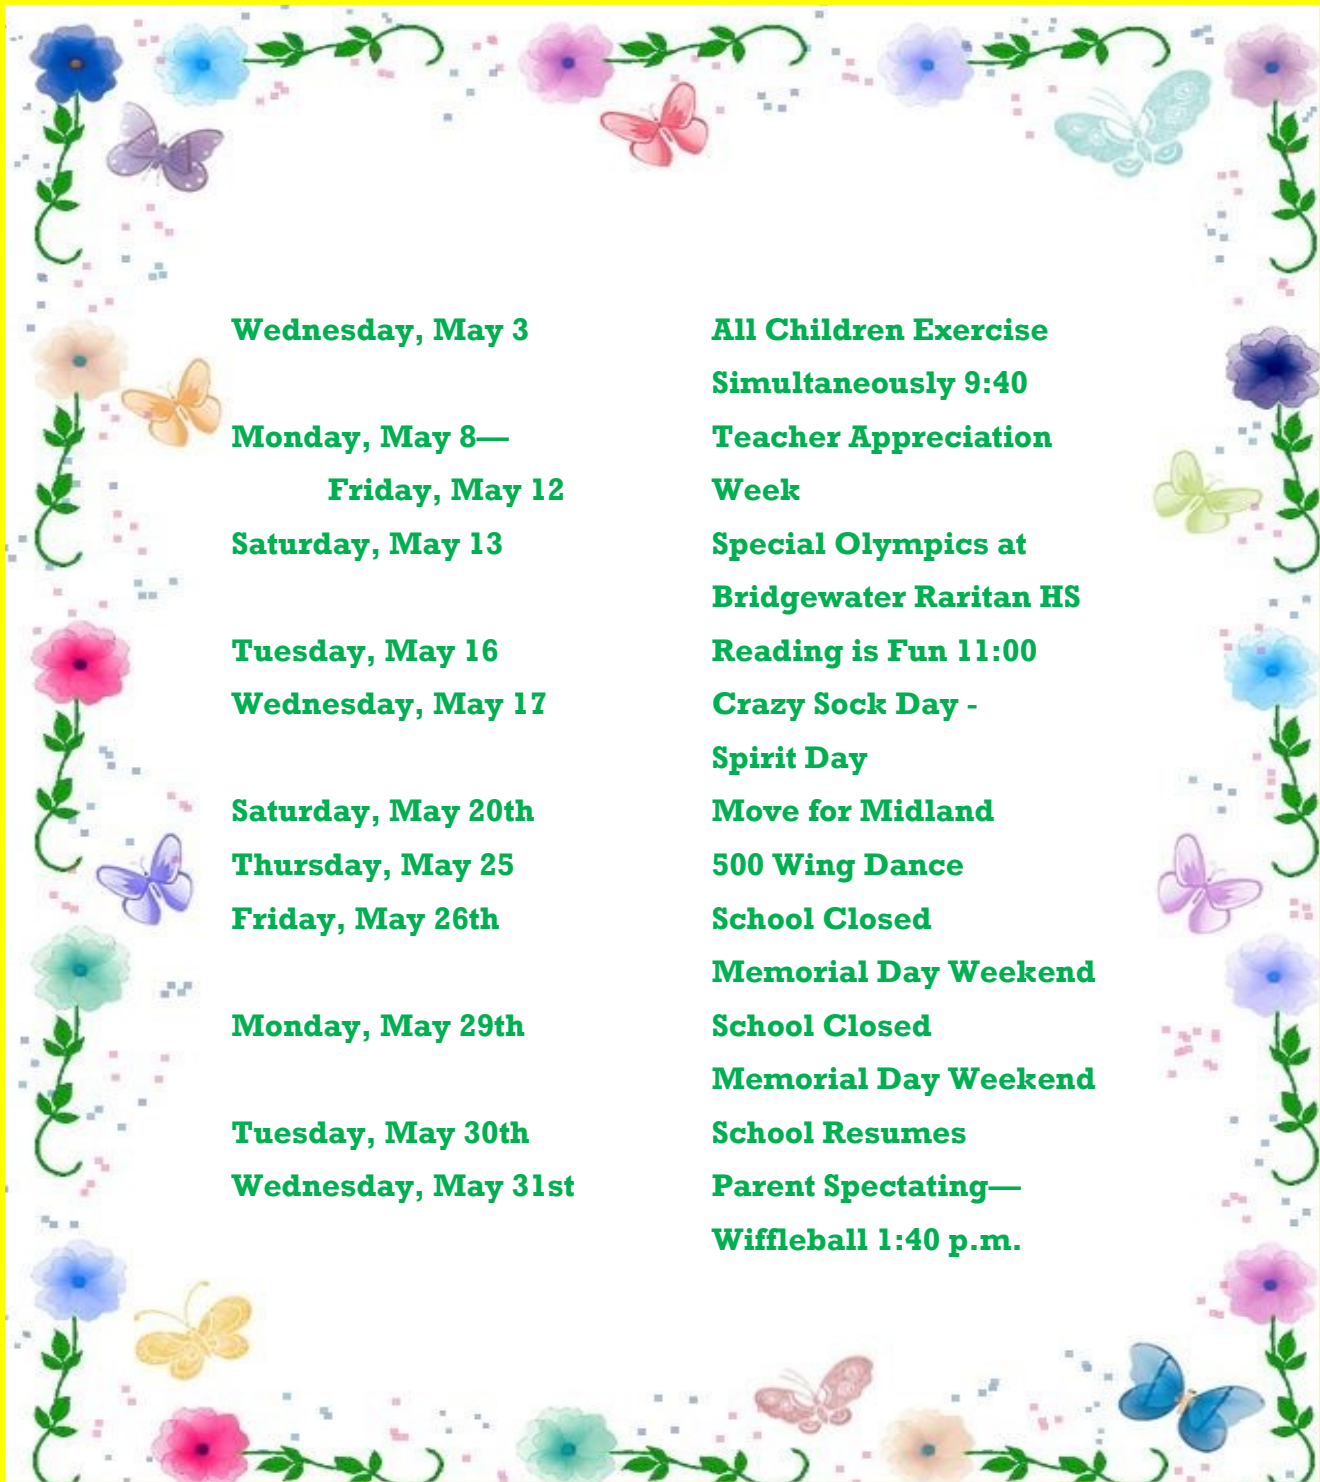 Wednesday, May 3 All Children Exercise
Simultaneously 9:40
Monday, May 8— Teacher Appreciation
Friday, May 12 Week
Saturday, May 13 Special Olympics at
Bridgewater Raritan HS
Tuesday, May 16 Reading is Fun 11:00
Wednesday, May 17 Crazy Sock Day -
Spirit Day
Saturday, May 20th Move for Midland
Thursday, May 25 500 Wing Dance
Friday, May 26th School Closed
Memorial Day Weekend
Monday, May 29th School Closed
Memorial Day Weekend
Tuesday, May 30th School Resumes
Wednesday, May 31st Parent Spectating—
Wiffleball 1:40 p.m.